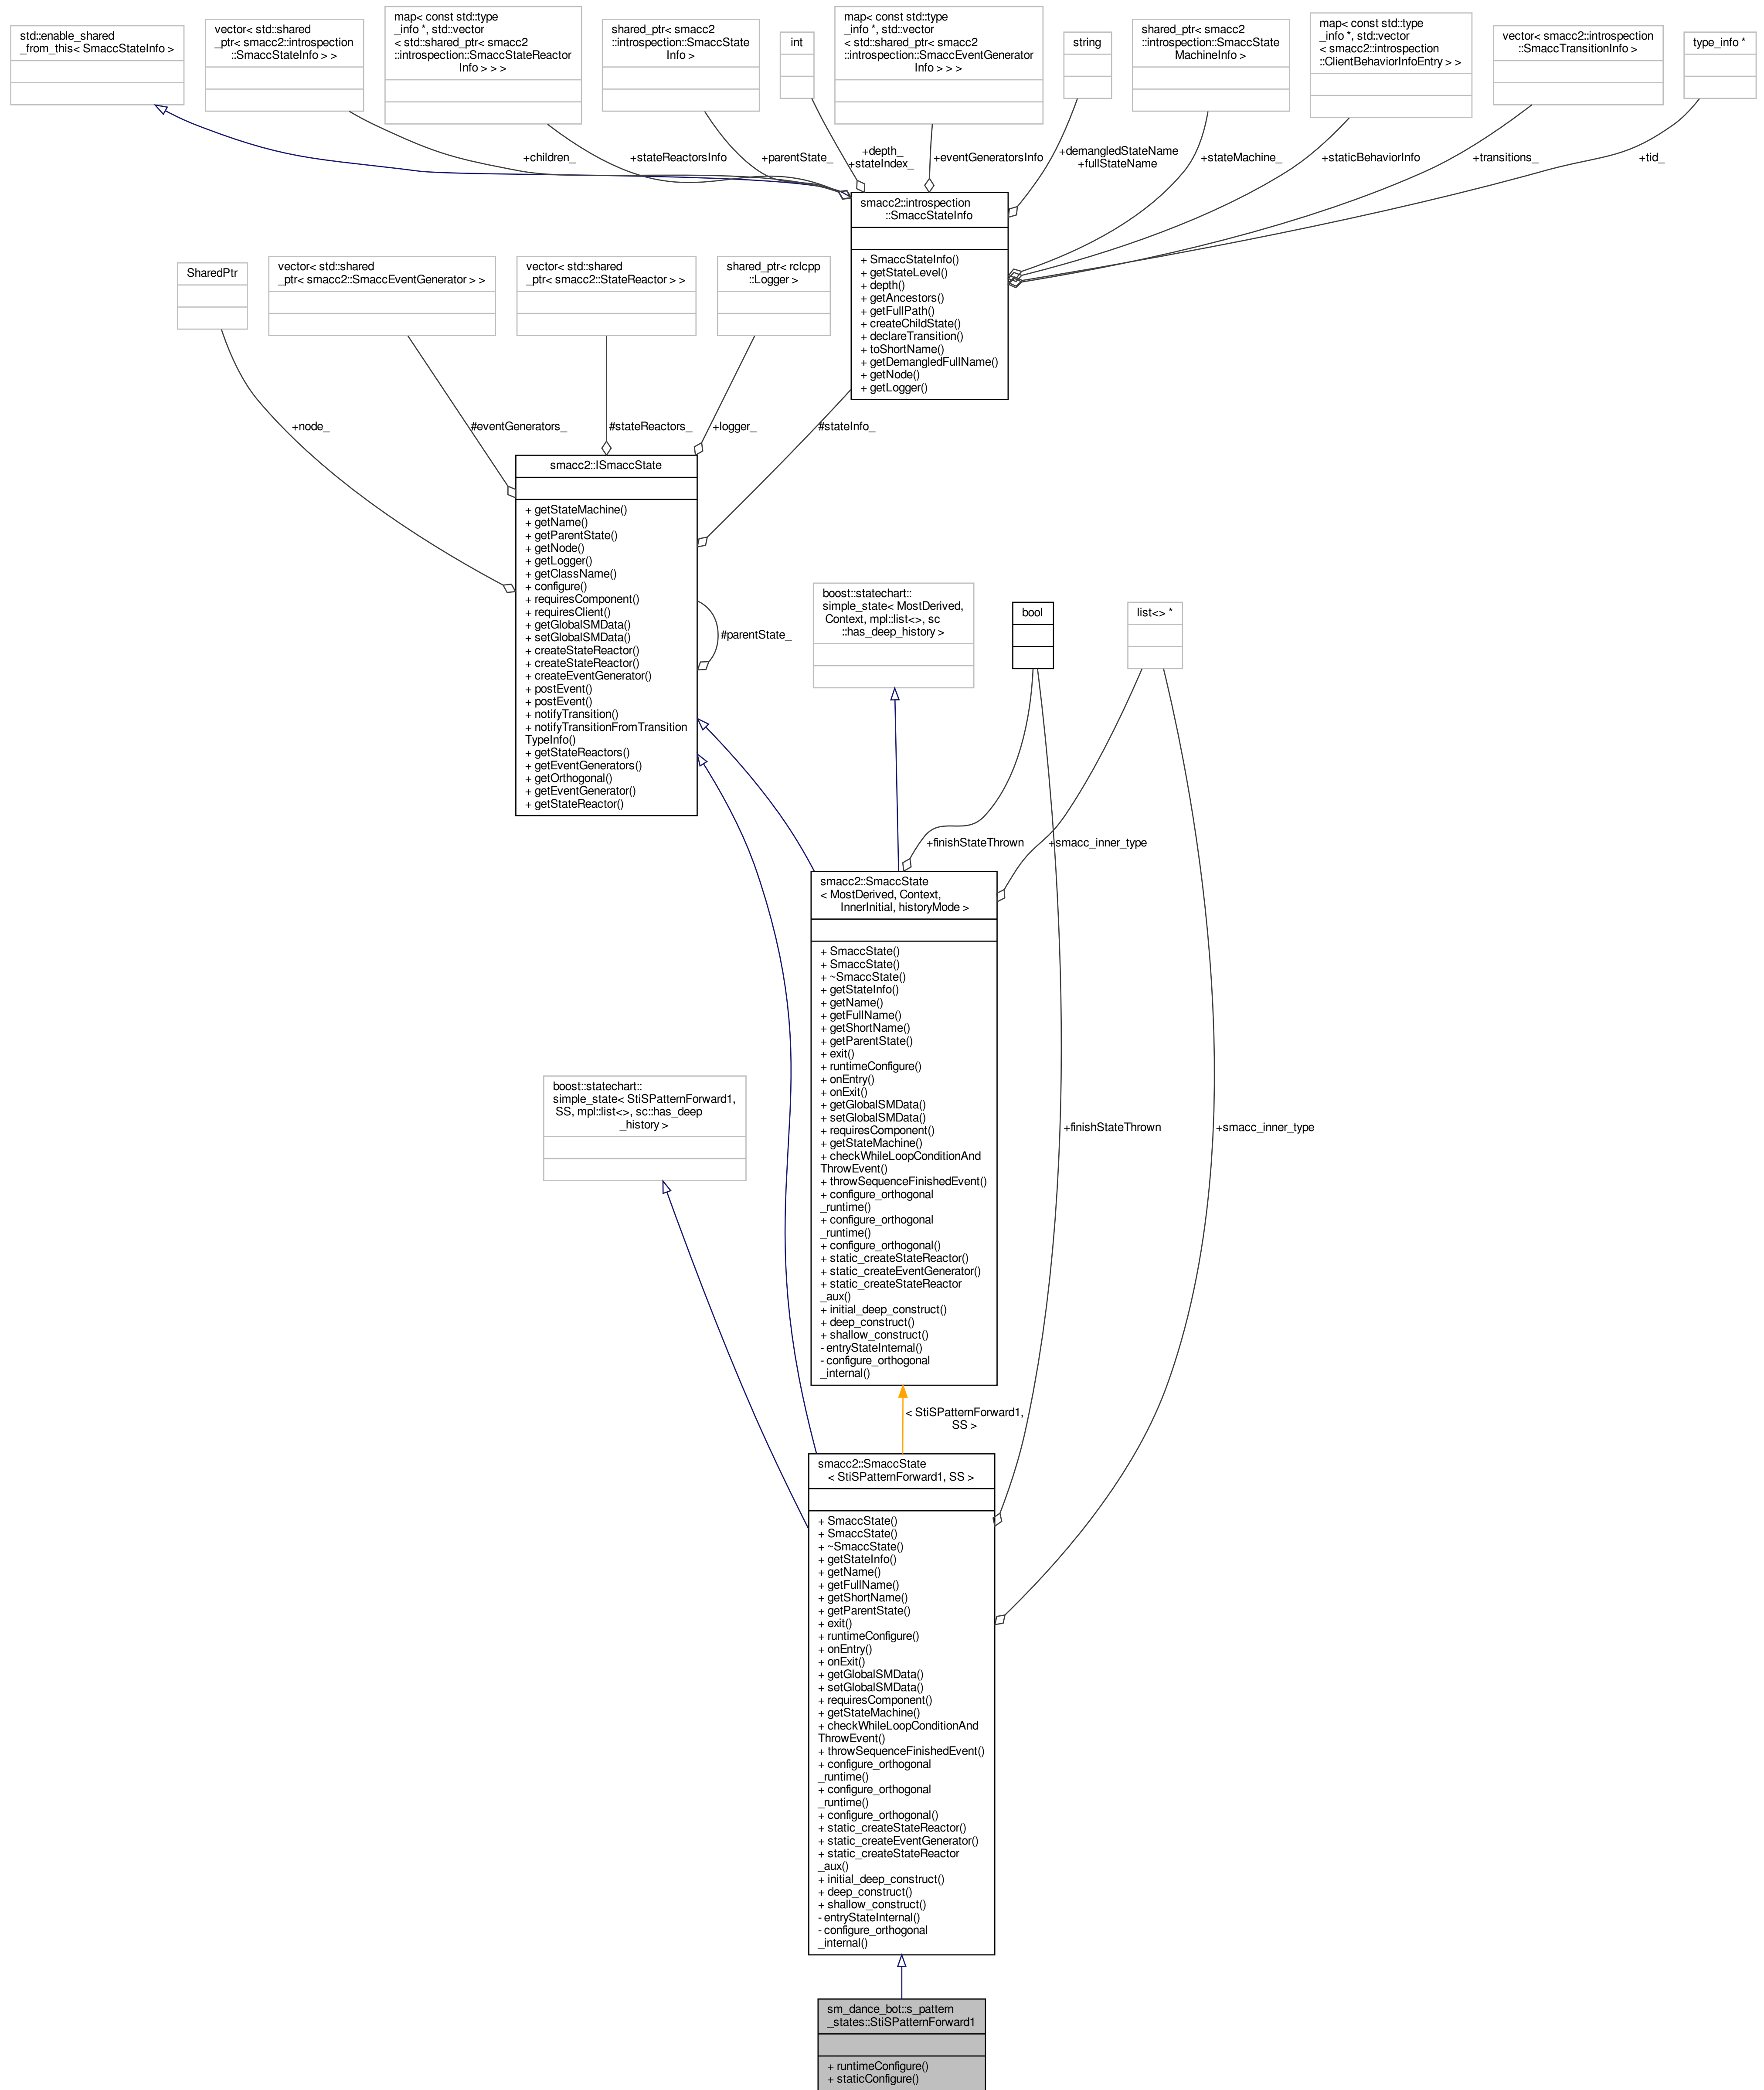 std::enable_shared
_from_this< SmaccStateInfo >
vector< std::shared
_ptr< smacc2::introspection
::SmaccStateInfo > >
map< const std::type
_info *, std::vector
< std::shared_ptr< smacc2
::introspection::SmaccStateReactor
Info > > >
shared_ptr< smacc2
::introspection::SmaccState
Info >
int
map< const std::type
_info *, std::vector
< std::shared_ptr< smacc2
::introspection::SmaccEventGenerator
Info > > >
string
shared_ptr< smacc2
::introspection::SmaccState
MachineInfo >
map< const std::type
_info *, std::vector
< smacc2::introspection
::ClientBehaviorInfoEntry > >
vector< smacc2::introspection
::SmaccTransitionInfo >
type_info *
+children_
+stateReactorsInfo
+parentState_
+depth_
+stateIndex_
+eventGeneratorsInfo
+demangledStateName
+fullStateName
+stateMachine_
+staticBehaviorInfo
+transitions_
+tid_
smacc2::introspection
::SmaccStateInfo
+ SmaccStateInfo()
+ getStateLevel()
+ depth()
+ getAncestors()
+ getFullPath()
+ createChildState()
+ declareTransition()
+ toShortName()
+ getDemangledFullName()
+ getNode()
+ getLogger()
SharedPtr
vector< std::shared
_ptr< smacc2::SmaccEventGenerator > >
vector< std::shared
_ptr< smacc2::StateReactor > >
shared_ptr< rclcpp
::Logger >
+node_
#eventGenerators_
#stateReactors_
+logger_
#stateInfo_
smacc2::ISmaccState
+ getStateMachine()
+ getName()
+ getParentState()
+ getNode()
+ getLogger()
+ getClassName()
+ configure()
+ requiresComponent()
+ requiresClient()
+ getGlobalSMData()
+ setGlobalSMData()
+ createStateReactor()
+ createStateReactor()
+ createEventGenerator()
+ postEvent()
+ postEvent()
+ notifyTransition()
+ notifyTransitionFromTransition
TypeInfo()
+ getStateReactors()
+ getEventGenerators()
+ getOrthogonal()
+ getEventGenerator()
+ getStateReactor()
#parentState_
boost::statechart::
simple_state< MostDerived,
Context, mpl::list<>, sc
::has_deep_history >
bool
list<> *
+finishStateThrown
+smacc_inner_type
smacc2::SmaccState
< MostDerived, Context,
InnerInitial, historyMode >
+ SmaccState()
+ SmaccState()
+ ~SmaccState()
+ getStateInfo()
+ getName()
+ getFullName()
+ getShortName()
+ getParentState()
+ exit()
+ runtimeConfigure()
+ onEntry()
+ onExit()
+ getGlobalSMData()
+ setGlobalSMData()
+ requiresComponent()
+ getStateMachine()
+ checkWhileLoopConditionAnd
ThrowEvent()
+ throwSequenceFinishedEvent()
+ configure_orthogonal
_runtime()
+ configure_orthogonal
_runtime()
+ configure_orthogonal()
+ static_createStateReactor()
+ static_createEventGenerator()
+ static_createStateReactor
_aux()
+ initial_deep_construct()
+ deep_construct()
+ shallow_construct()
- entryStateInternal()
- configure_orthogonal
_internal()
boost::statechart::
simple_state< StiSPatternForward1,
SS, mpl::list<>, sc::has_deep
_history >
+finishStateThrown
+smacc_inner_type
< StiSPatternForward1,
SS >
smacc2::SmaccState
< StiSPatternForward1, SS >
+ SmaccState()
+ SmaccState()
+ ~SmaccState()
+ getStateInfo()
+ getName()
+ getFullName()
+ getShortName()
+ getParentState()
+ exit()
+ runtimeConfigure()
+ onEntry()
+ onExit()
+ getGlobalSMData()
+ setGlobalSMData()
+ requiresComponent()
+ getStateMachine()
+ checkWhileLoopConditionAnd
ThrowEvent()
+ throwSequenceFinishedEvent()
+ configure_orthogonal
_runtime()
+ configure_orthogonal
_runtime()
+ configure_orthogonal()
+ static_createStateReactor()
+ static_createEventGenerator()
+ static_createStateReactor
_aux()
+ initial_deep_construct()
+ deep_construct()
+ shallow_construct()
- entryStateInternal()
- configure_orthogonal
_internal()
sm_dance_bot::s_pattern
_states::StiSPatternForward1
+ runtimeConfigure()
+ staticConfigure()